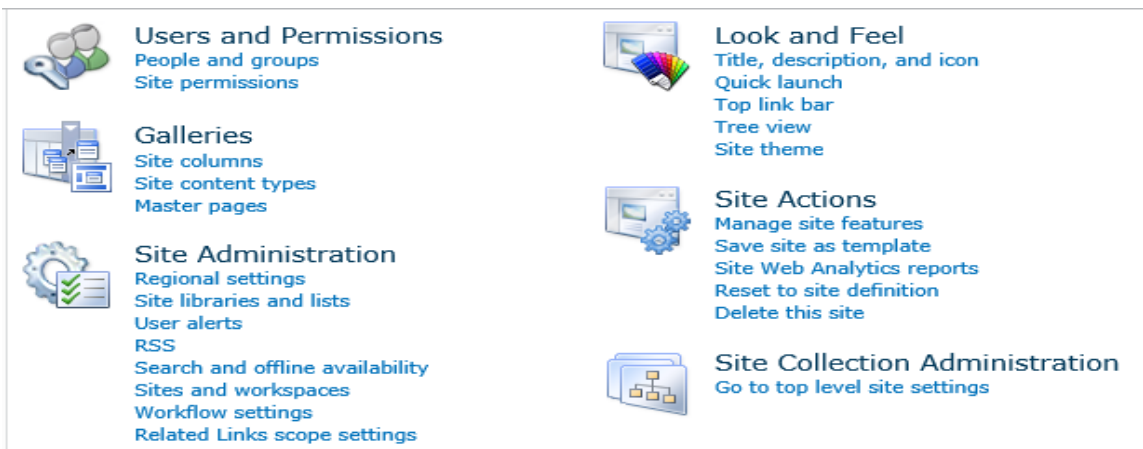 Users and Permissions
People and groups
Site permissions
Galleries
Site columns
Site content types
Master pages
Site Administration
Regional settings
Site libraries and lists
User alerts
RSS
Search and offline availability
Sites and workspaces
Workflow settings
Related Links scope settings
Look and Feel
Title, description, and icon
Quick launch
Top link bar
Tree view
Site theme
Site Actions
Manage site features
Save site as template
Site Web Analytics reports
Reset to site definition
Delete this site
Site Collection Administration
Go to top level site settings